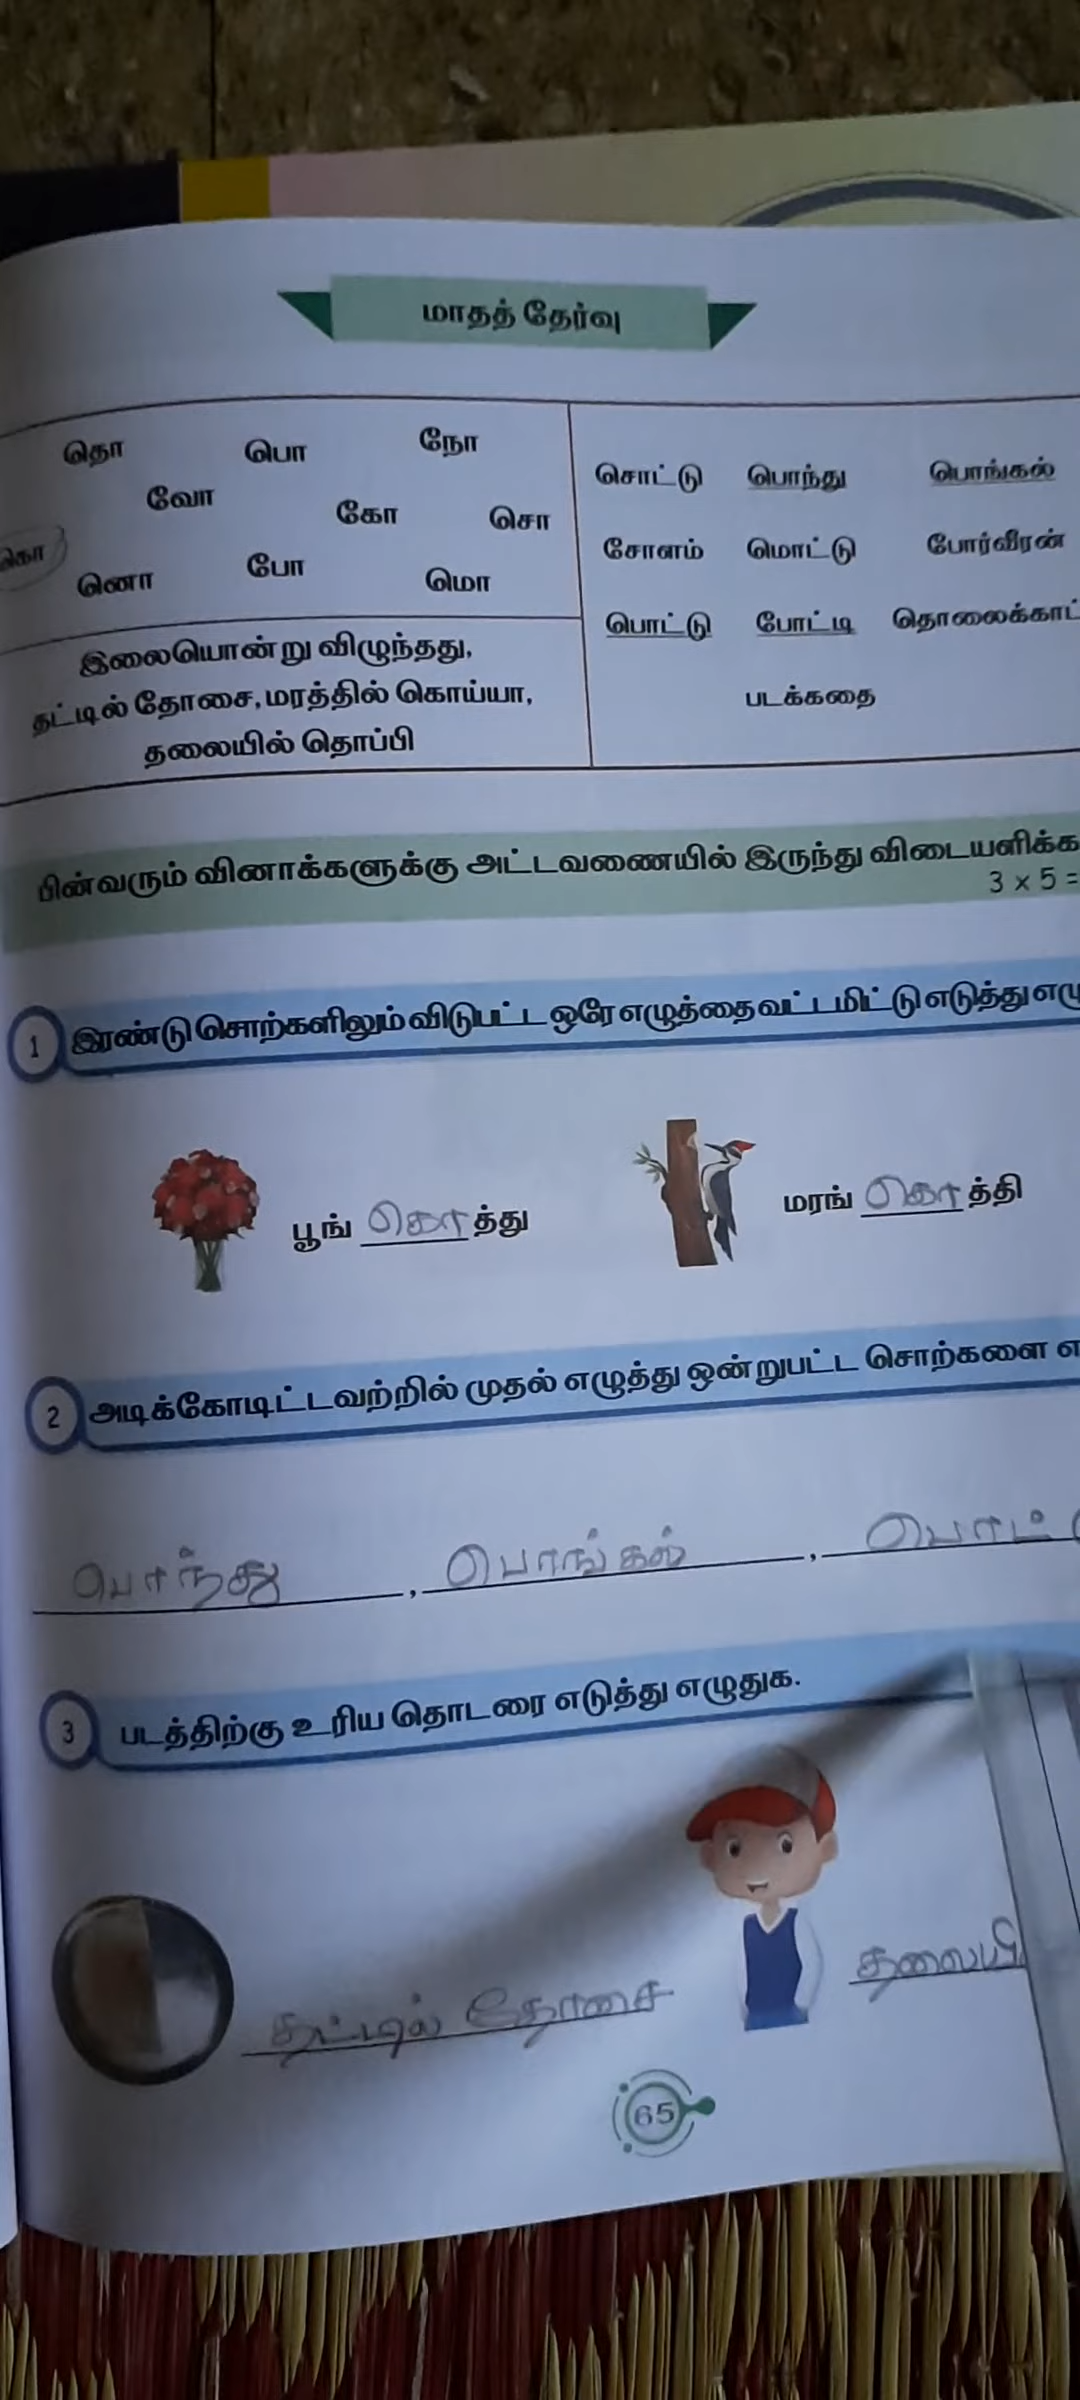 மாதத் தேர்வு
தொ பொ நோ
வோ கோ சொ
கொ னொ போ மொ
இலையொன்று விழுந்தது,
தட்டில் தோசை, மரத்தில் கொய்யா,
தலையில் தொப்பி
சொட்டு பொந்து பொங்கல்
சோளம் மொட்டு போர்வீரன்
பொட்டு போட்டி தொலைக்காட்
படக்கதை
பின்வரும் வினாக்களுக்கு அட்டவணையில் இருந்து விடையளிக்க
3 x 5 =
1 இரண்டு சொற்களிலும் விடுபட்ட ஒரே எழுத்தை வட்டமிட்டு எடுத்து எழு
பூங் கொத்து மரங் கொத்தி
2 அடிக்கோடிட்டவற்றில் முதல் எழுத்து ஒன்றுபட்ட சொற்களை எ
பொந்து , பொங்கல் , பொட்
3 படத்திற்கு உரிய தொடரை எடுத்து எழுதுக.
தட்டில் தோசை தலையி
65